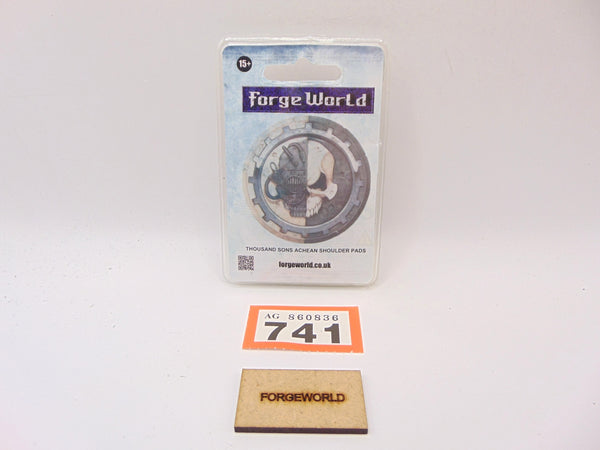 15+
Forge World
THOUSAND SONS ACHEAN SHOULDER PADS
forgeworld.co.uk
AG 860836
741
FORGEWORLD